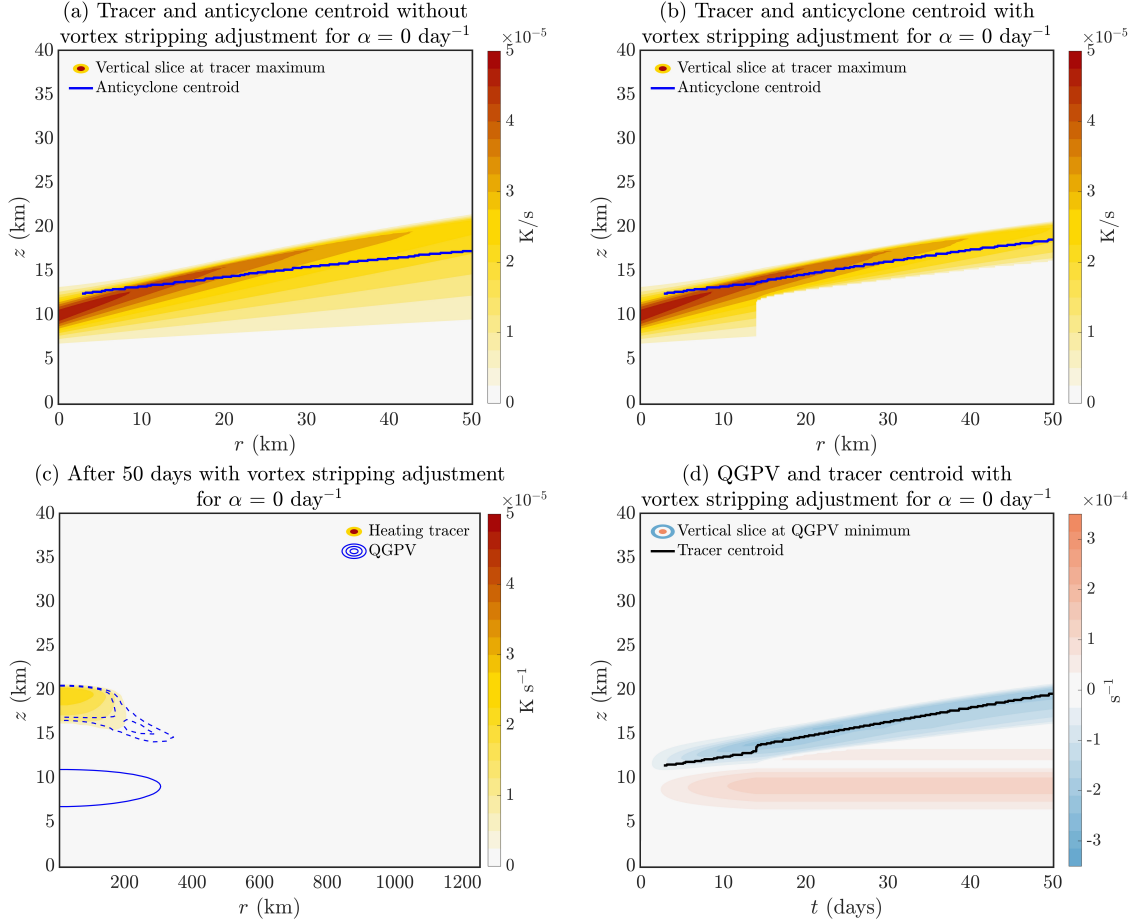 (a) Tracer and anticyclone centroid without
vortex stripping adjustment for α = 0 day⁻¹
×10⁻⁵
40
35
30
25
20
15
10
5
0
z (km)
Vertical slice at tracer maximum
Anticyclone centroid
5
4
3
2
1
0
K/s
0 10 20 30 40 50
r (km)
(b) Tracer and anticyclone centroid with
vortex stripping adjustment for α = 0 day⁻¹
×10⁻⁵
40
35
30
25
20
15
10
5
0
z (km)
Vertical slice at tracer maximum
Anticyclone centroid
5
4
3
2
1
0
K/s
0 10 20 30 40 50
r (km)
(c) After 50 days with vortex stripping adjustment
for α = 0 day⁻¹
×10⁻⁵
40
35
30
25
20
15
10
5
0
z (km)
Heating tracer
QGPV
5
4
3
2
1
0
K s⁻¹
200 400 600 800 1000 1200
r (km)
(d) QGPV and tracer centroid with
vortex stripping adjustment for α = 0 day⁻¹
×10⁻⁴
40
35
30
25
20
15
10
5
0
z (km)
Vertical slice at QGPV minimum
Tracer centroid
3
2
1
0
-1
-2
-3
s⁻¹
0 10 20 30 40 50
t (days)